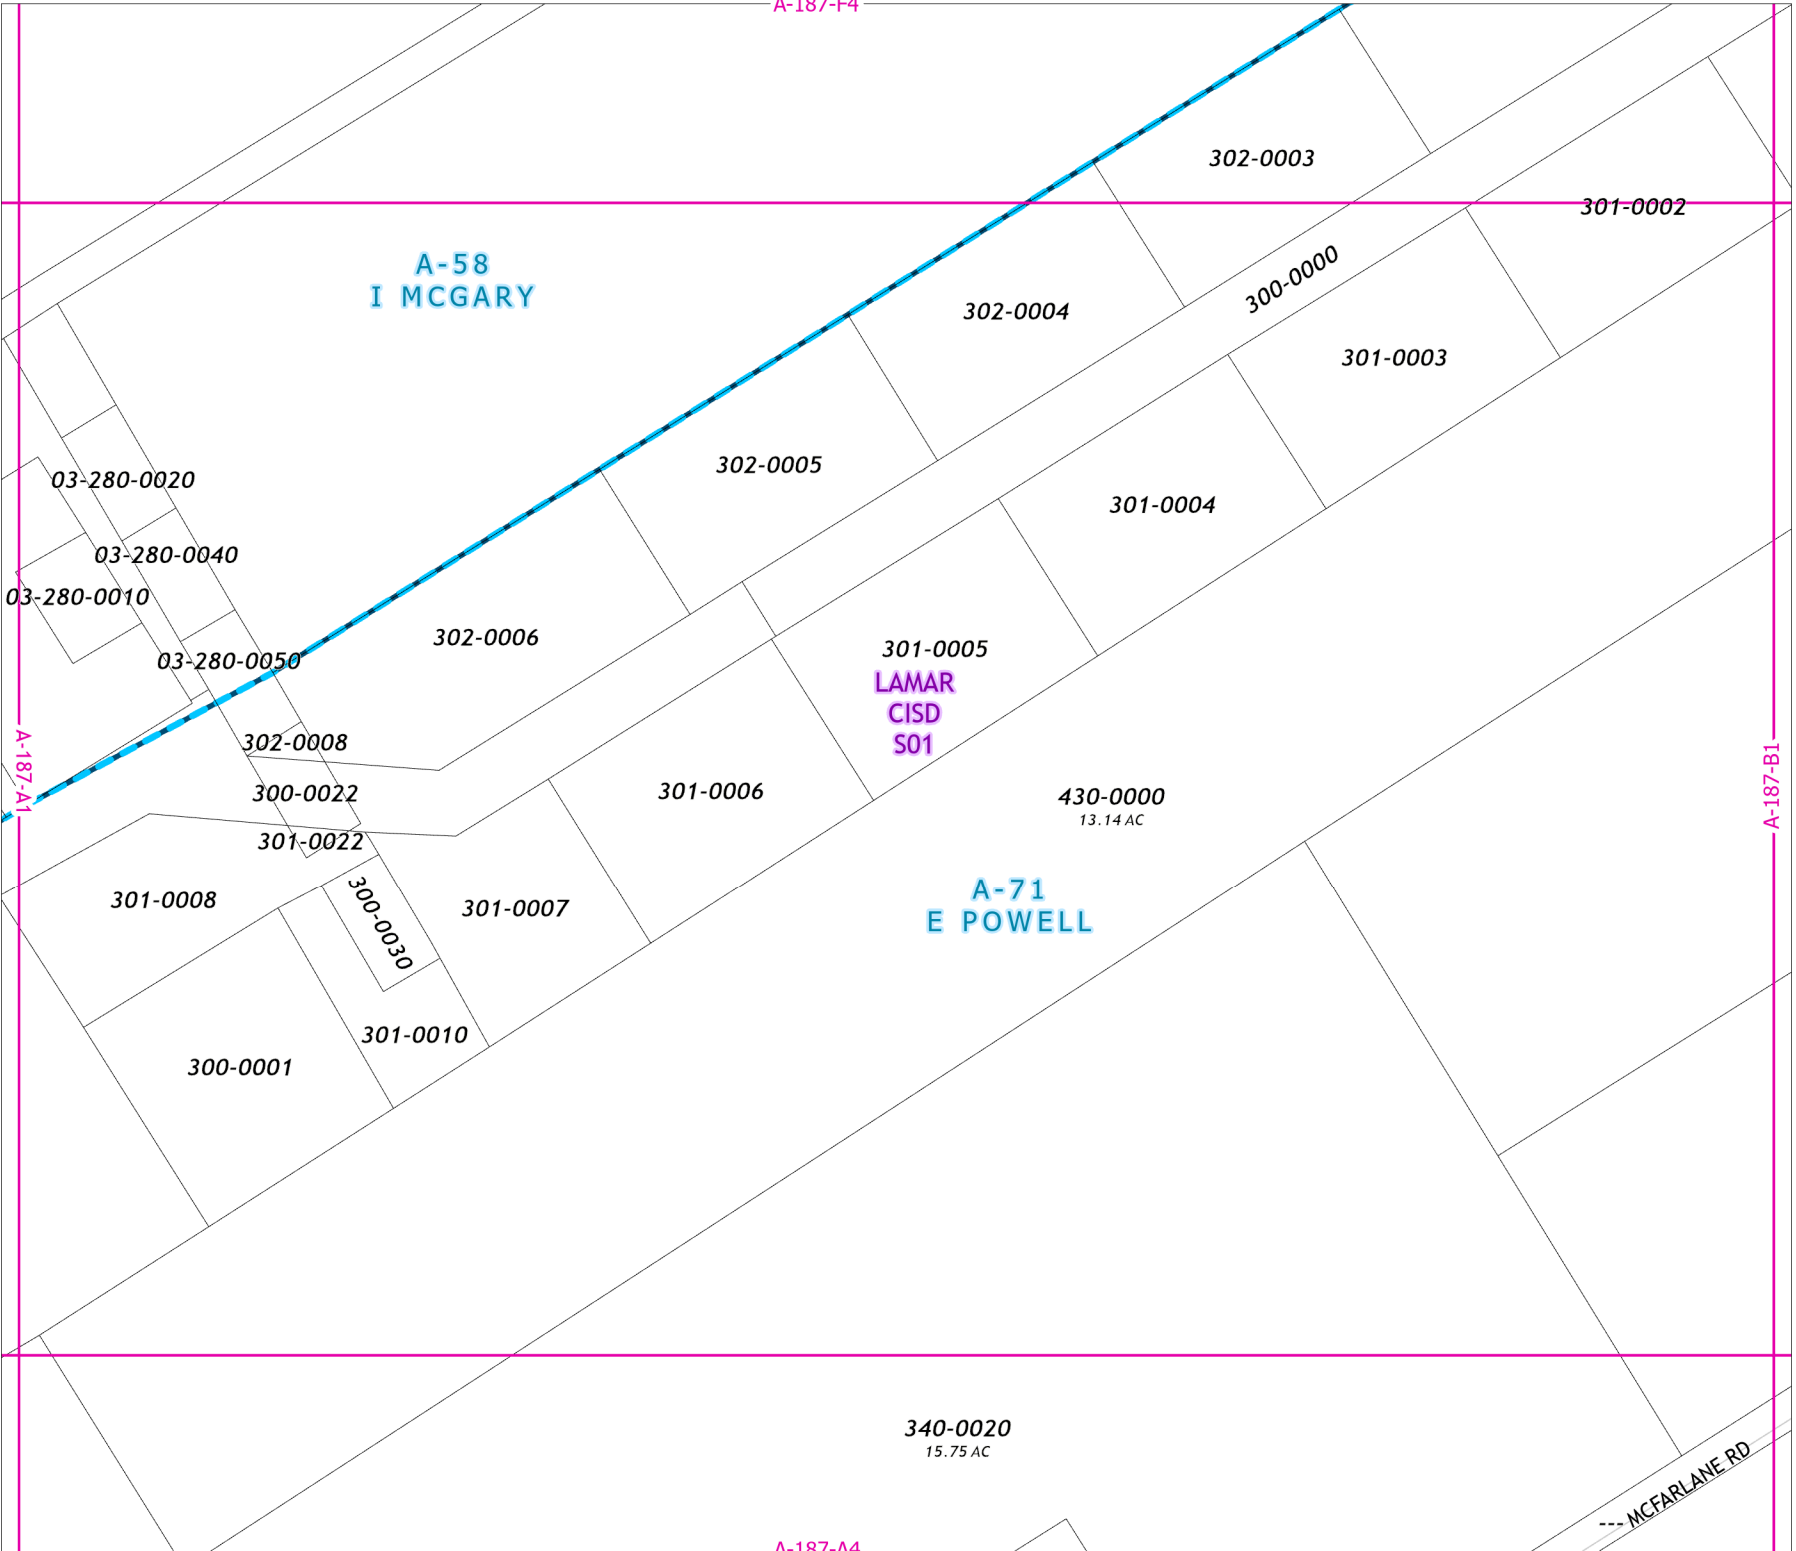 A-187-F4
302-0003
301-0002
A-58
I MCGARY
300-0000
302-0004
301-0003
302-0005
03-280-0020
301-0004
03-280-0040
03-280-0010
302-0006
301-0005
03-280-0050
LAMAR
CISD
S01
302-0008
A-187-A1
A-187-B1
300-0022
301-0006
430-0000
13.14 AC
301-0022
301-0008
300-0030
301-0007
A-71
E POWELL
301-0010
300-0001
340-0020
15.75 AC
--- MCFARLANE RD
A-187-A4